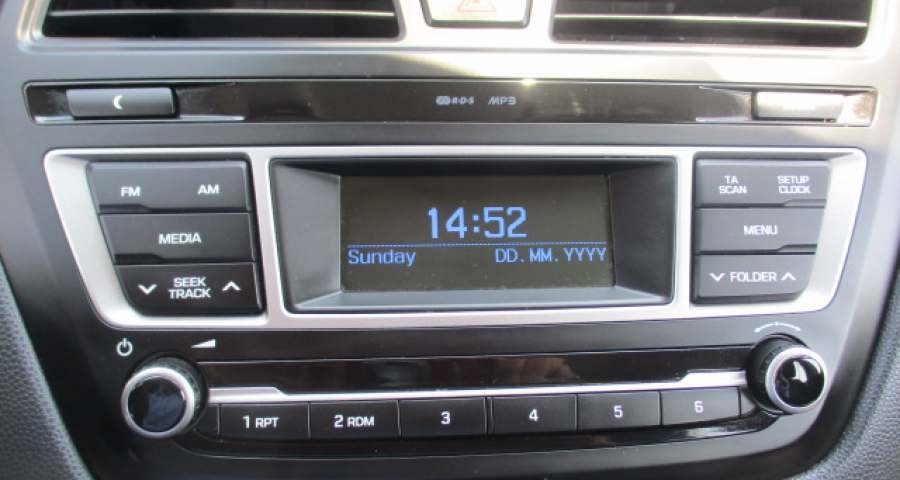 RDS MP3
FM AM
MEDIA
SEEK
TRACK
14:52
Sunday DD.MM.YYYY
TA
SCAN
SETUP
CLOCK
MENU
FOLDER
1 RPT 2 RDM 3 4 5 6